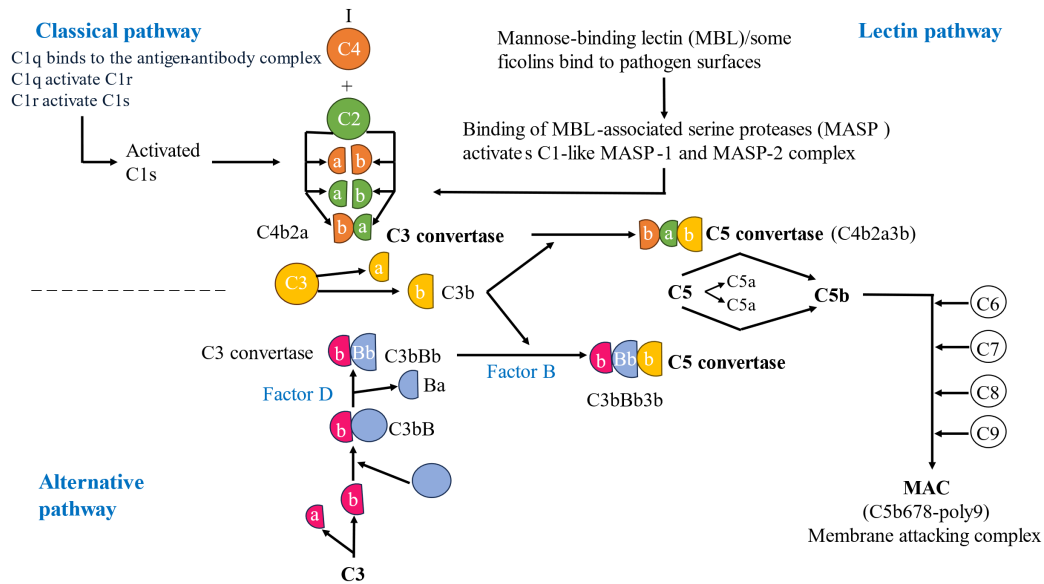 Classical pathway
C1q binds to the antigen-antibody complex
C1q activate C1r
C1r activate C1s
Activated
C1s
I
C4
+
C2
a b
a b
C4b2a
b a
C3 convertase
Mannose-binding lectin (MBL)/some
ficolins bind to pathogen surfaces
Lectin pathway
Binding of MBL-associated serine proteases (MASP )
activates C1-like MASP-1 and MASP-2 complex
b a b
C5 convertase (C4b2a3b)
C3
a
b
C3b
C5
C5a
C5a
C5b
C6
C7
C8
C9
MAC
(C5b678-poly9)
Membrane attacking complex
C3 convertase
b Bb
C3bBb
Factor B
b Bb b
C5 convertase
C3bBb3b
Factor D
Ba
b
C3bB
Alternative
pathway
b
a
C3